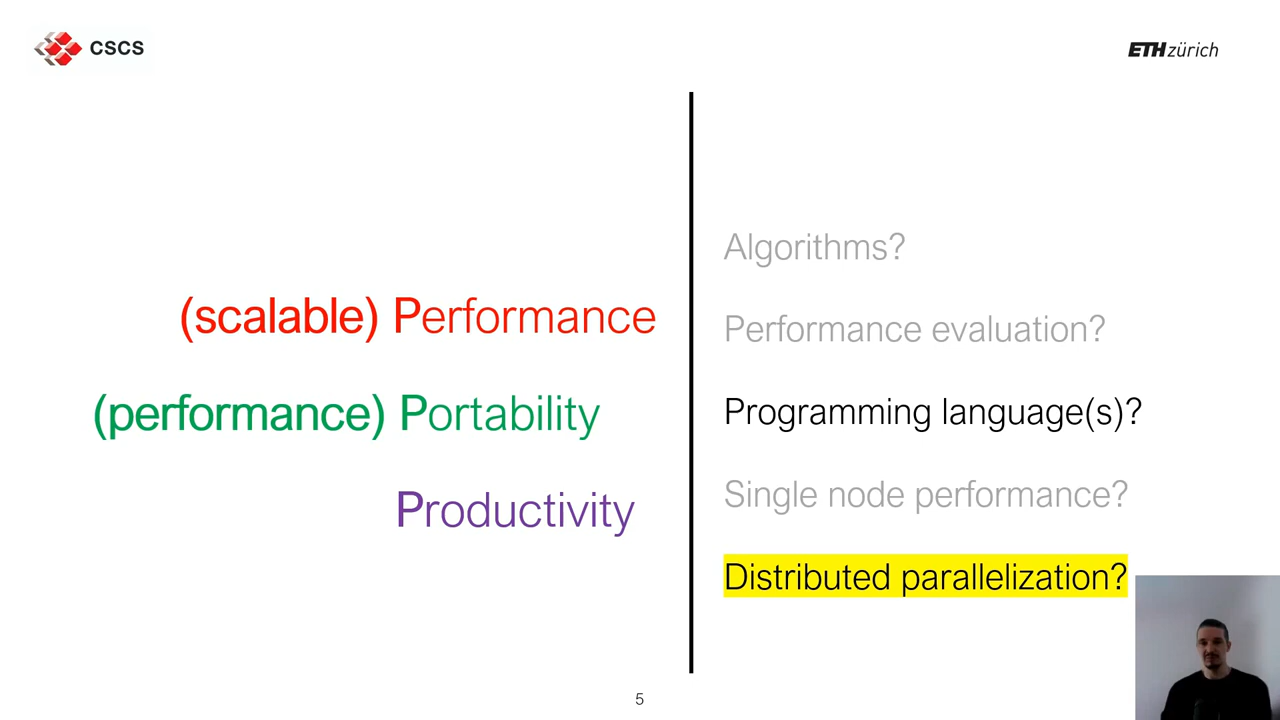 CSCS
ETH zürich
(scalable) Performance
(performance) Portability
Productivity
Algorithms?
Performance evaluation?
Programming language(s)?
Single node performance?
Distributed parallelization?
5